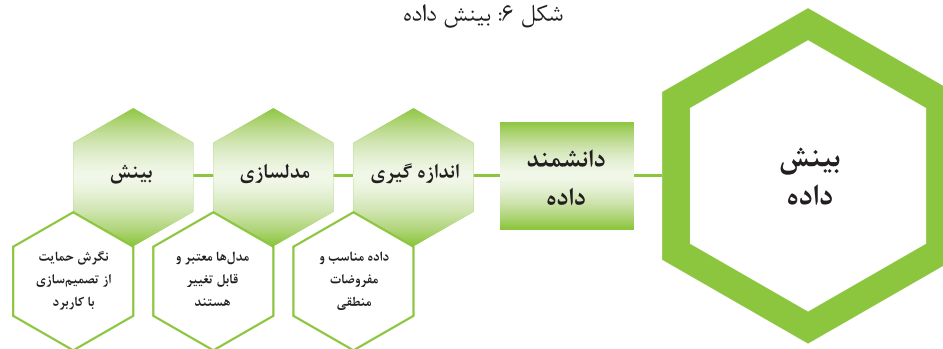 شکل ۶: بینش داده
بینش
داده
دانشمند
داده
اندازه گیری
مدلسازی
بینش
داده مناسب و
مفروضات
منطقی
مدل‌ها معتبر و
قابل تغییر
هستند
نگرش حمایت
از تصمیم‌سازی
با کاربرد